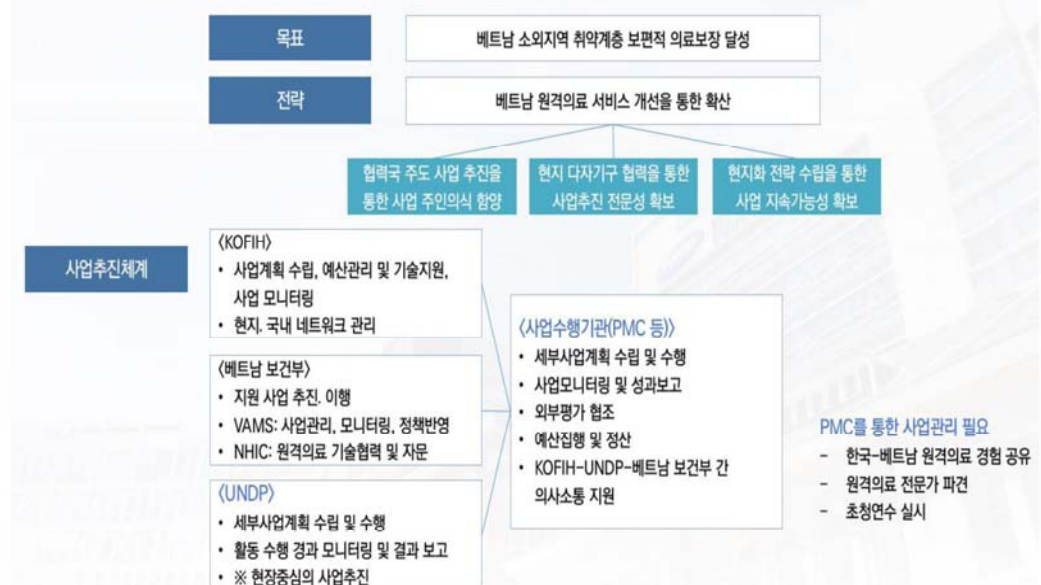 목표
베트남 소외지역 취약계층 보편적 의료보장 달성
전략
베트남 원격의료 서비스 개선을 통한 확산
협력국 주도 사업 추진을
통한 사업 주인의식 함양
현지 다자기구 협력을 통한
사업추진 전문성 확보
현지화 전략 수립을 통한
사업 지속가능성 확보
사업추진체계
〈KOFIH〉
• 사업계획 수립, 예산관리 및 기술지원,
사업 모니터링
• 현지. 국내 네트워크 관리
〈베트남 보건부〉
• 지원 사업 추진. 이행
• VAMS: 사업관리, 모니터링, 정책반영
• NHIC: 원격의료 기술협력 및 자문
〈UNDP〉
• 세부사업계획 수립 및 수행
• 활동 수행 경과 모니터링 및 결과 보고
• ※ 현장중심의 사업추진
〈사업수행기관(PMC 등)〉
• 세부사업계획 수립 및 수행
• 사업모니터링 및 성과보고
• 외부평가 협조
• 예산집행 및 정산
• KOFIH-UNDP-베트남 보건부 간
의사소통 지원
PMC를 통한 사업관리 필요
- 한국-베트남 원격의료 경험 공유
- 원격의료 전문가 파견
- 초청연수 실시